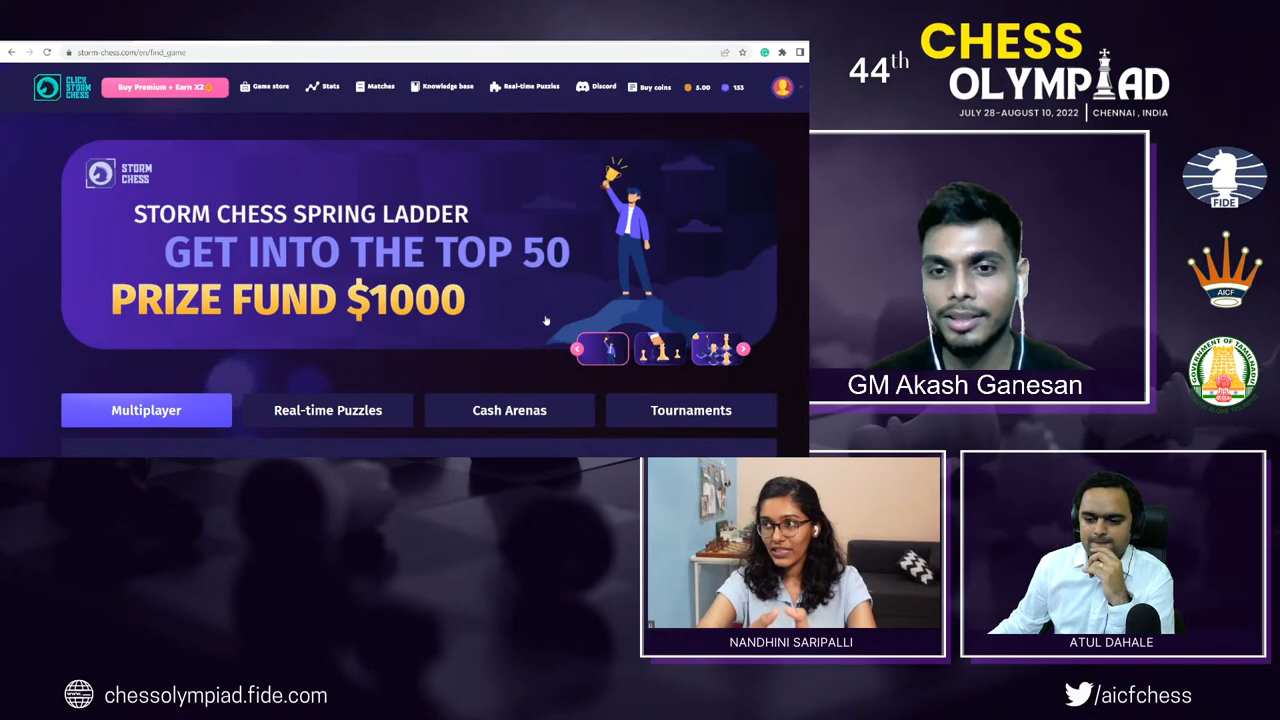 storm-chess.com/en/find_game
CLICK
STORM
CHESS
Buy Premium + Earn X2
Game store
Stats
Matches
Knowledge base
Real-time Puzzles
Discord
Buy coins
5.00
153
STORM
CHESS
STORM CHESS SPRING LADDER
GET INTO THE TOP 50
PRIZE FUND $1000
Multiplayer
Real-time Puzzles
Cash Arenas
Tournaments
44th
CHESS
OLYMPIAD
JULY 28-AUGUST 10, 2022 | CHENNAI, INDIA
FIDE
AICF
GM Akash Ganesan
NANDHINI SARIPALLI
ATUL DAHALE
chessolympiad.fide.com
/aicfchess